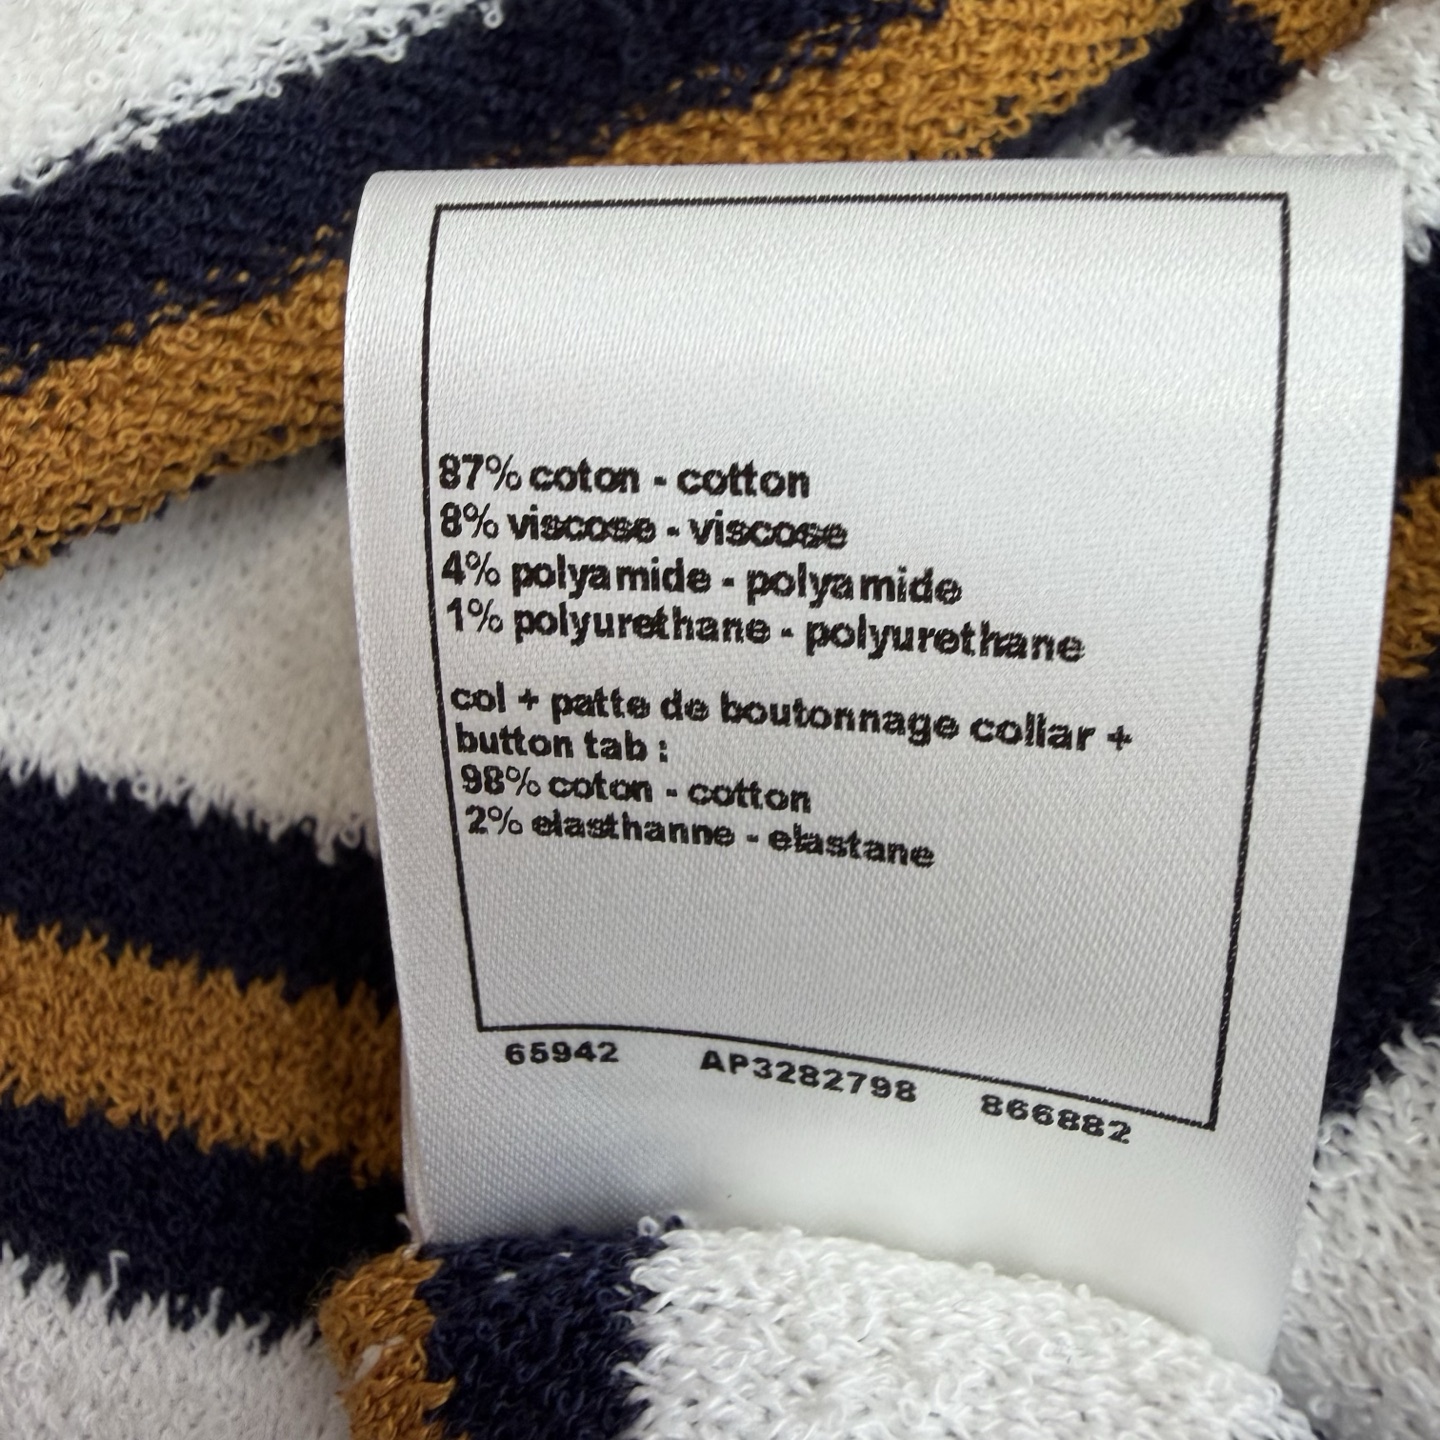 87% coton - cotton
8% viscose - viscose
4% polyamide - polyamide
1% polyurethane - polyurethane
col + patte de boutonnage collar +
button tab :
98% coton - cotton
2% elasthanne - elastane
65942 AP3282798 866882